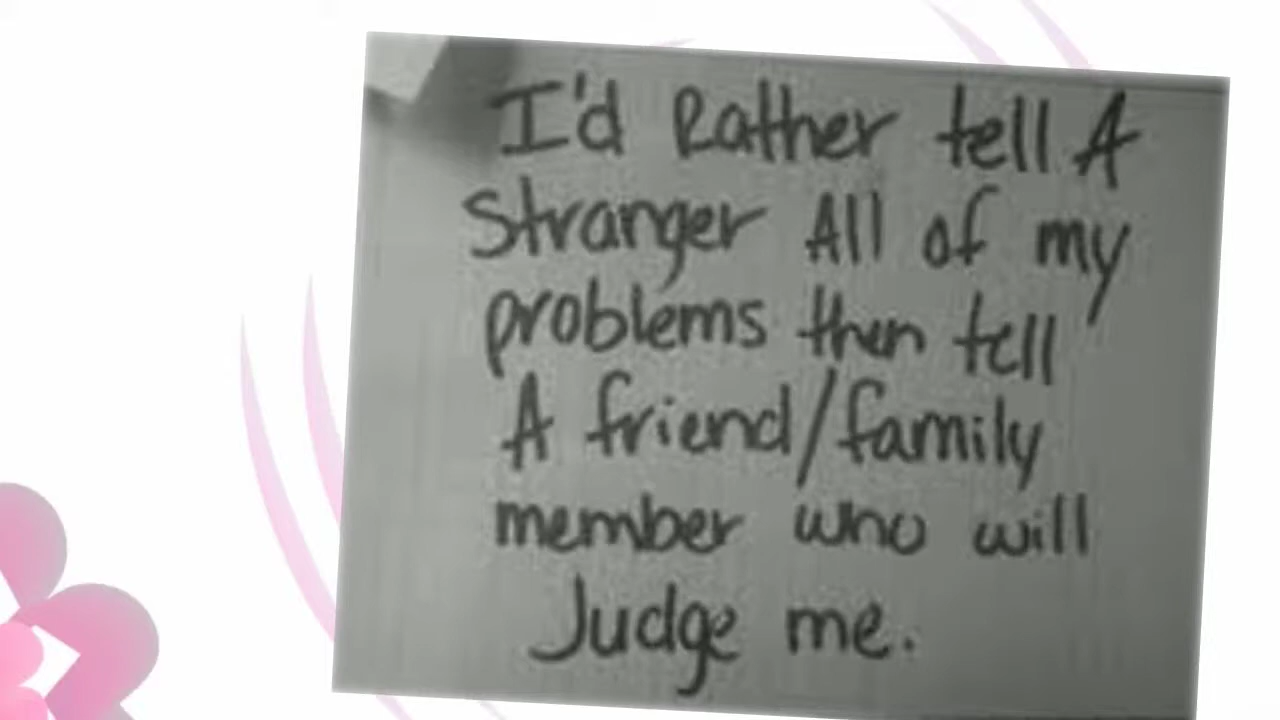 I'd Rather tell A
Stranger All of my
problems then tell
A friend/family
member who will
Judge me.